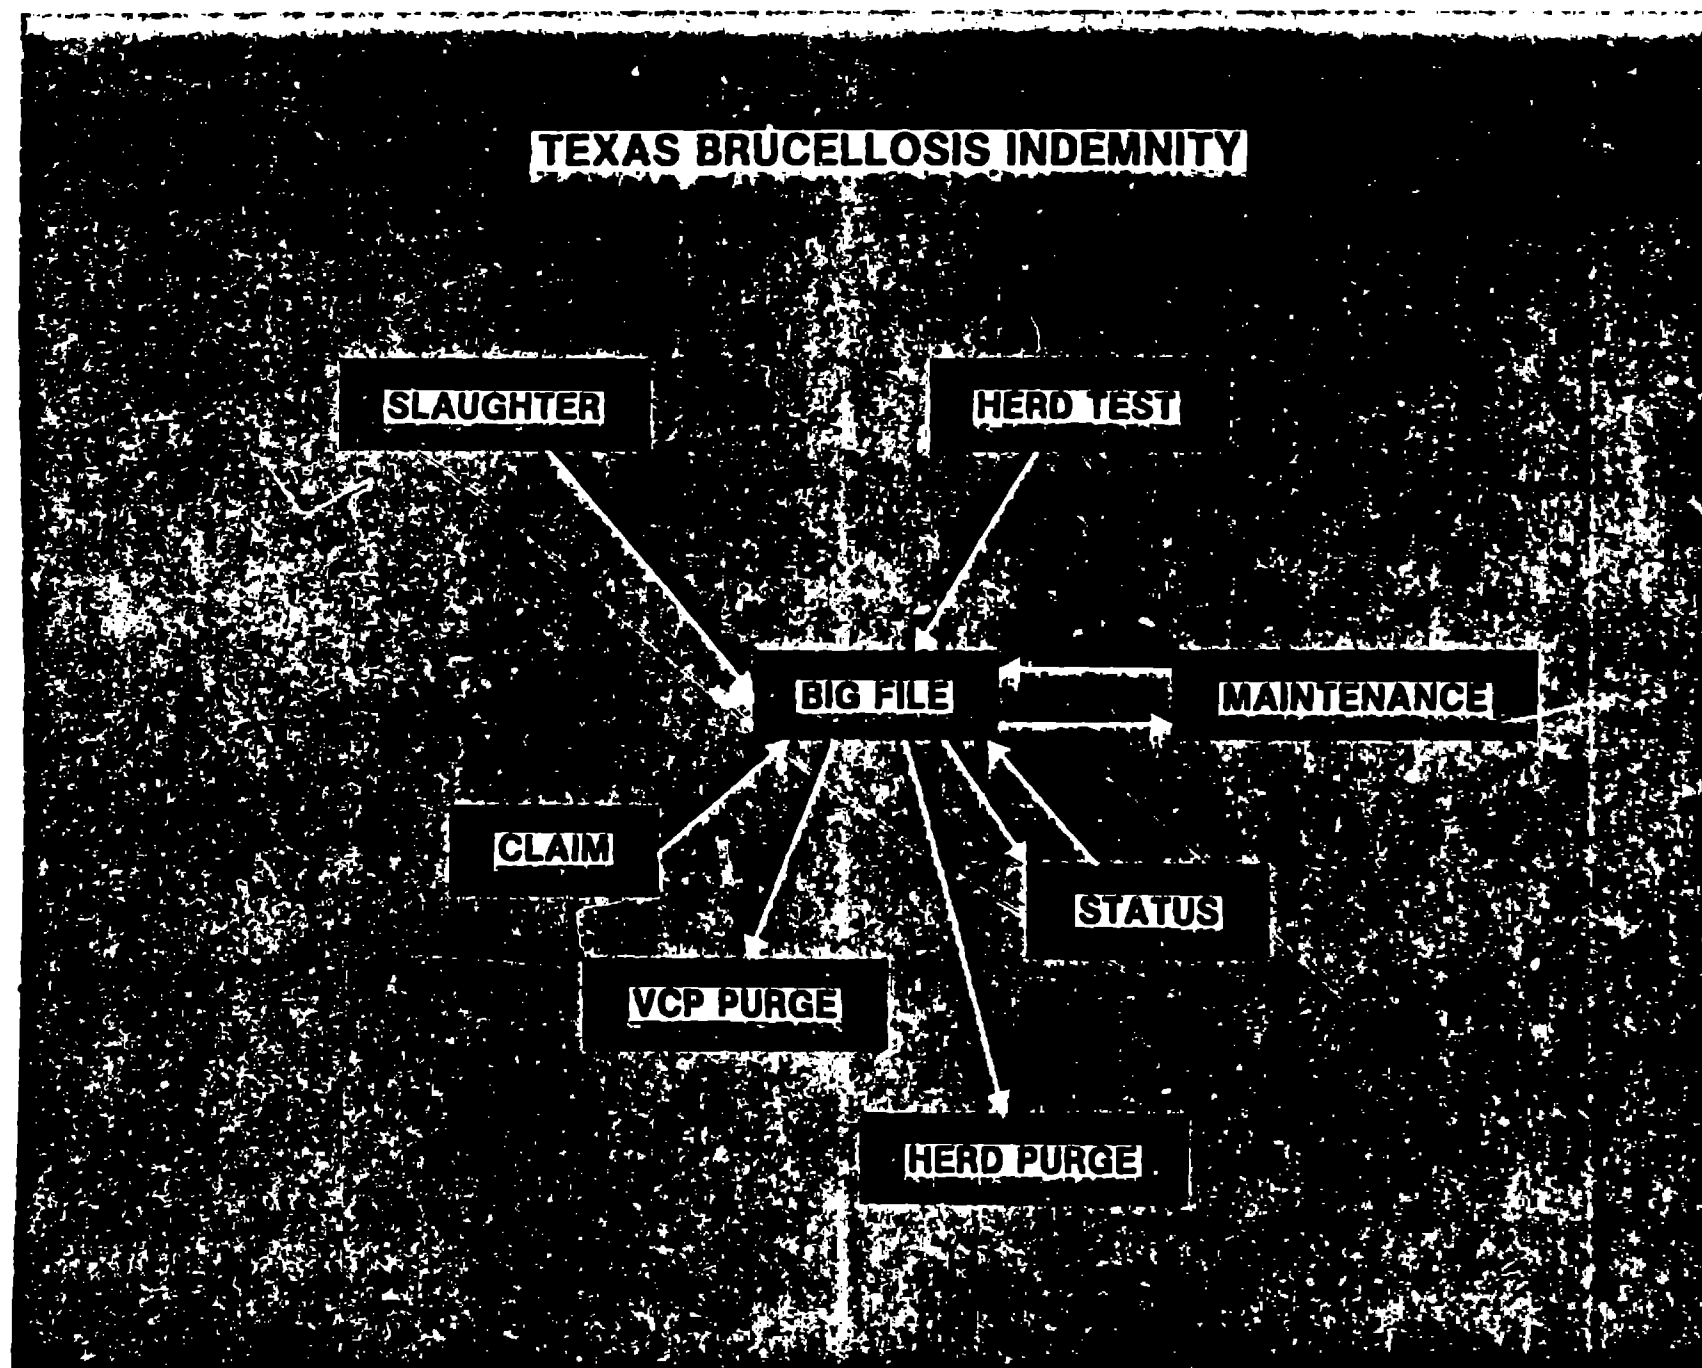 TEXAS BRUCELLOSIS INDEMNITY
SLAUGHTER
HERD TEST
BIG FILE
MAINTENANCE
CLAIM
STATUS
VCP PURGE
HERD PURGE